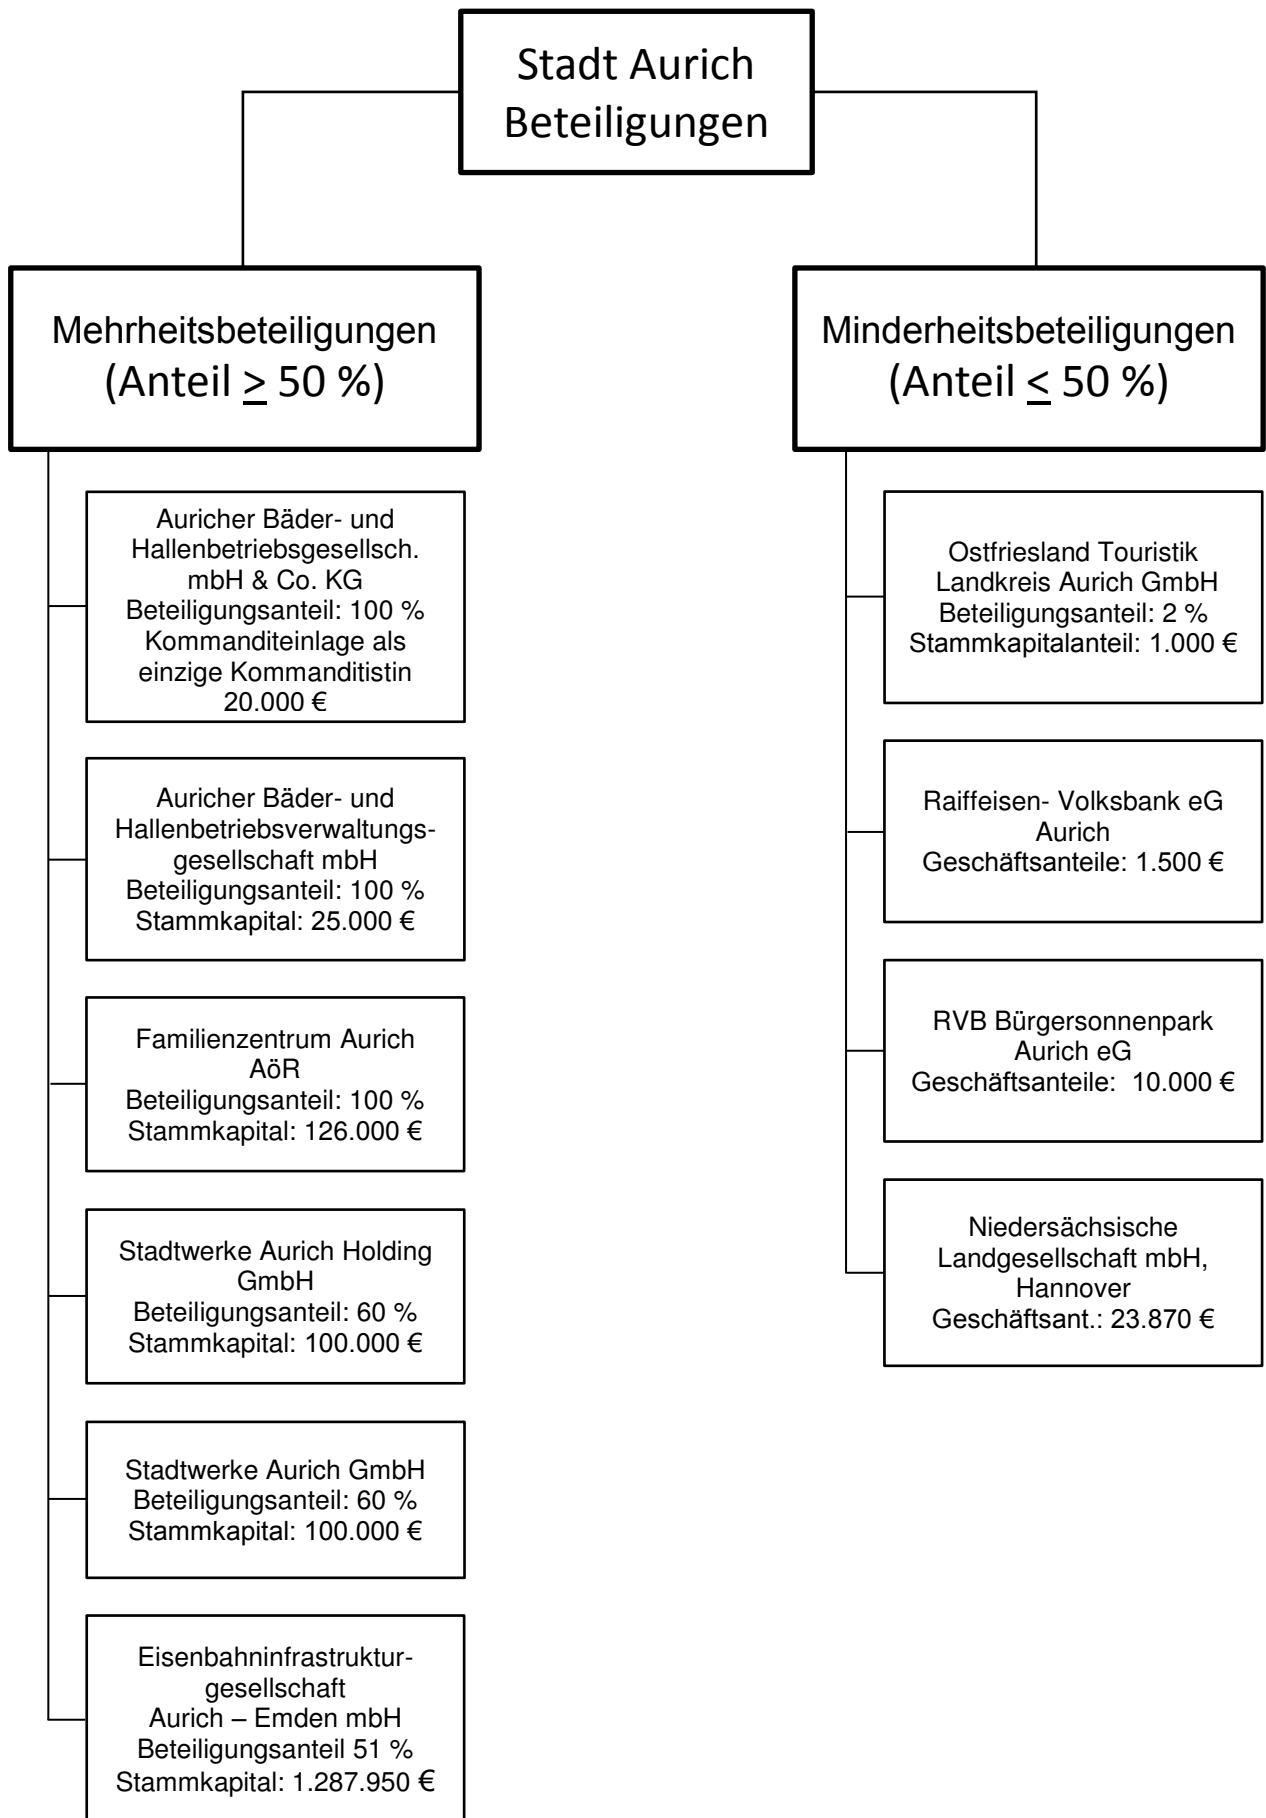 Stadt Aurich
Beteiligungen
Mehrheitsbeteiligungen
(Anteil ≥ 50 %)
Auricher Bäder- und
Hallenbetriebsgesellsch.
mbH & Co. KG
Beteiligungsanteil: 100 %
Kommanditeinlage als
einzige Kommanditistin
20.000 €
Auricher Bäder- und
Hallenbetriebsverwaltungs-
gesellschaft mbH
Beteiligungsanteil: 100 %
Stammkapital: 25.000 €
Familienzentrum Aurich
AöR
Beteiligungsanteil: 100 %
Stammkapital: 126.000 €
Stadtwerke Aurich Holding
GmbH
Beteiligungsanteil: 60 %
Stammkapital: 100.000 €
Stadtwerke Aurich GmbH
Beteiligungsanteil: 60 %
Stammkapital: 100.000 €
Eisenbahninfrastruktur-
gesellschaft
Aurich – Emden mbH
Beteiligungsanteil 51 %
Stammkapital: 1.287.950 €
Minderheitsbeteiligungen
(Anteil ≤ 50 %)
Ostfriesland Touristik
Landkreis Aurich GmbH
Beteiligungsanteil: 2 %
Stammkapitalanteil: 1.000 €
Raiffeisen- Volksbank eG
Aurich
Geschäftsanteile: 1.500 €
RVB Bürgersonnenpark
Aurich eG
Geschäftsanteile: 10.000 €
Niedersächsische
Landgesellschaft mbH,
Hannover
Geschäftsant.: 23.870 €